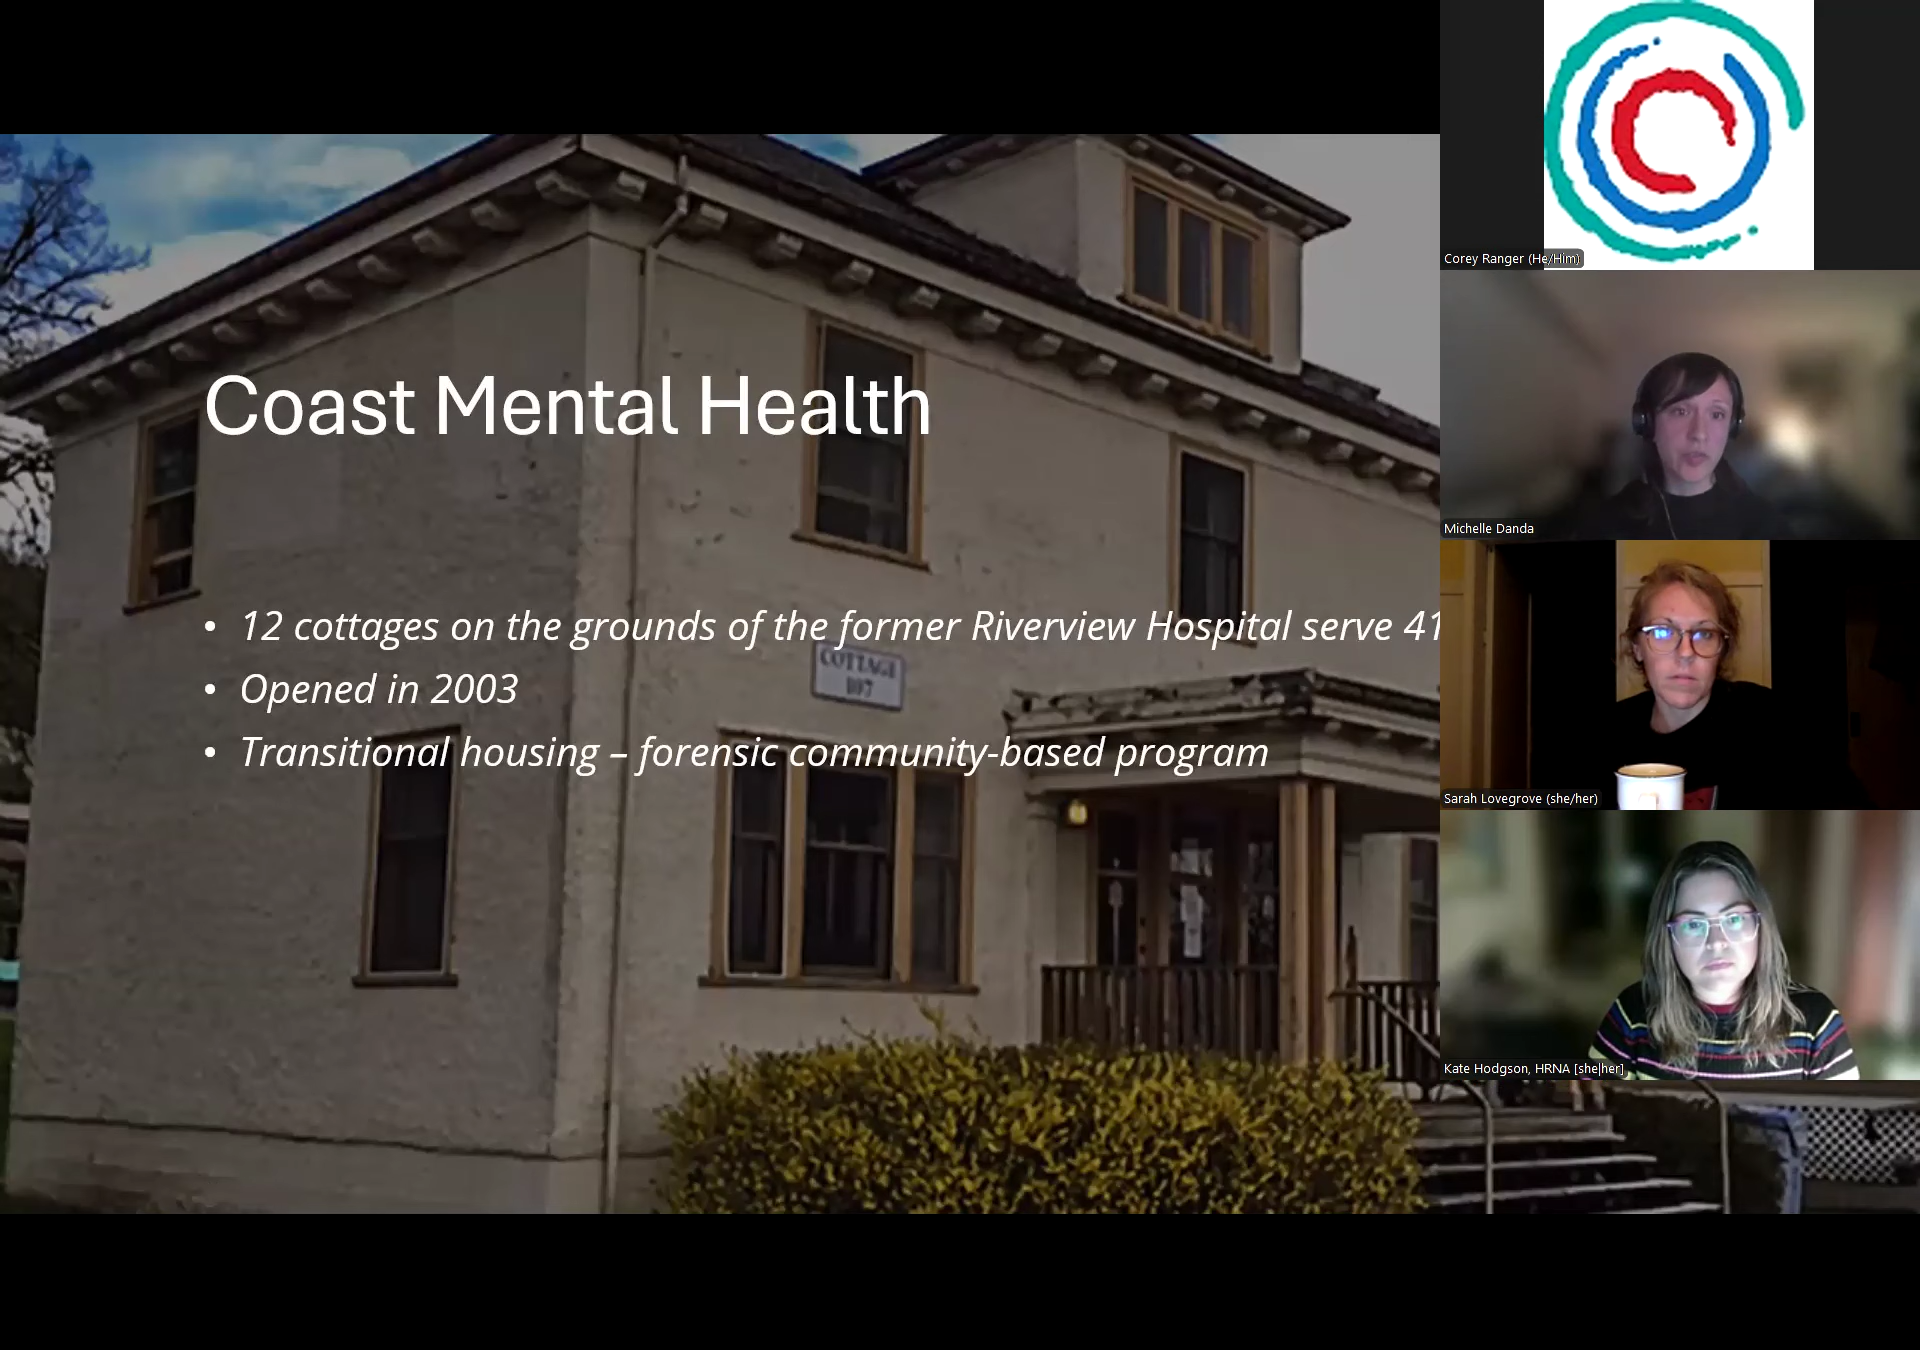 Coast Mental Health
• 12 cottages on the grounds of the former Riverview Hospital serve 41
• Opened in 2003
• Transitional housing – forensic community-based program
COTTAGE
107
Corey Ranger (He/Him)
Michelle Danda
Sarah Lovegrove (she/her)
Kate Hodgson, HRNA [she|her]